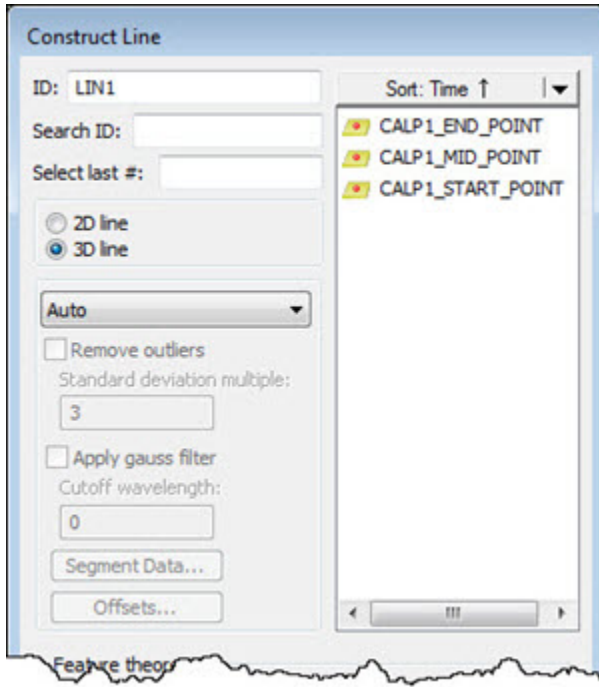 Construct Line
ID: LIN1
Search ID:
Select last #:
2D line
3D line
Auto
Remove outliers
Standard deviation multiple:
3
Apply gauss filter
Cutoff wavelength:
0
Segment Data...
Offsets...
Feature
Sort: Time ↑
CALP1_END_POINT
CALP1_MID_POINT
CALP1_START_POINT